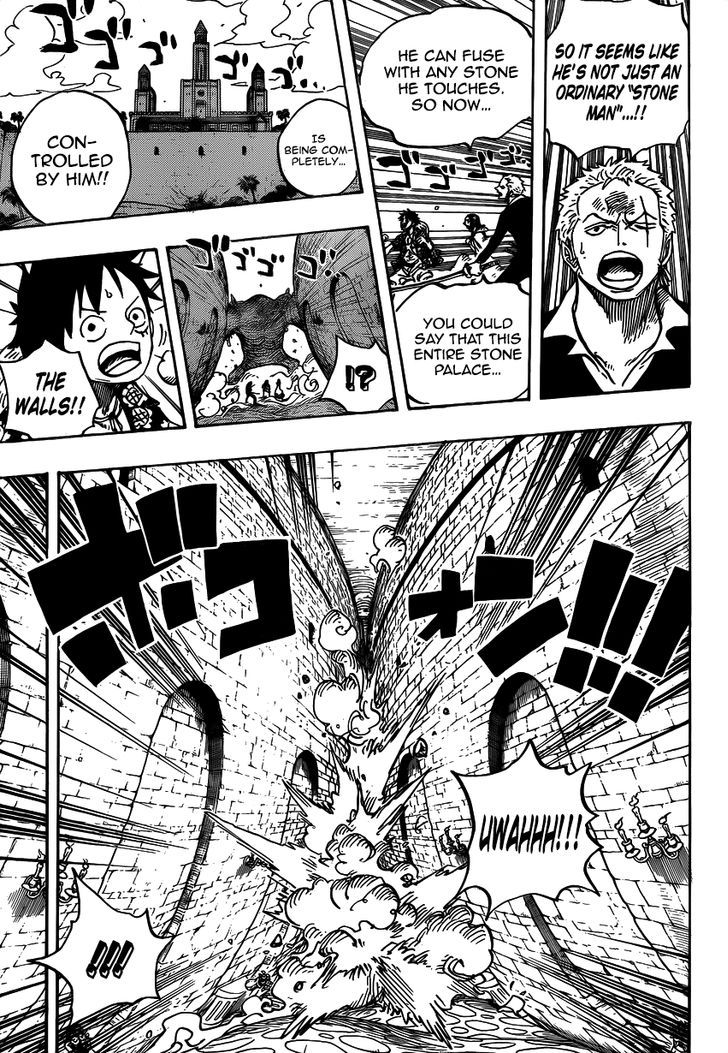 SO IT SEEMS LIKE
HE'S NOT JUST AN
ORDINARY "STONE
MAN"...!!
HE CAN FUSE
WITH ANY STONE
HE TOUCHES.
SO NOW...
ゴゴゴゴ
YOU COULD
SAY THAT THIS
ENTIRE STONE
PALACE...
ゴゴゴゴ
IS
BEING COM-
PLETELY...
CON-
TROLLED
BY HIM!!
ゴゴゴ
!?
THE
WALLS!!
ボコォン!!!
UWAHHH!!!
!!!